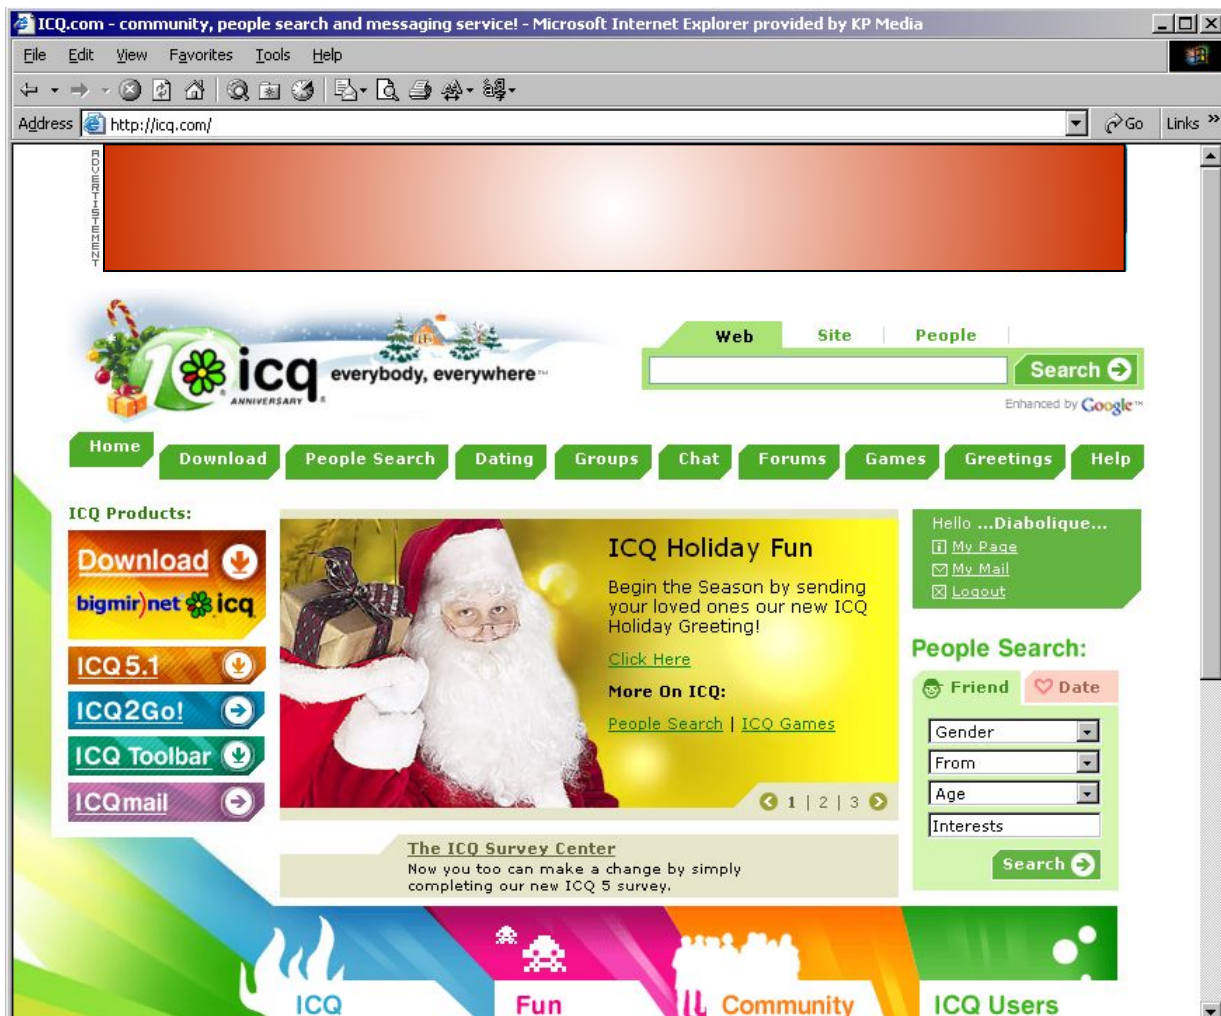 ICQ.com - community, people search and messaging service! - Microsoft Internet Explorer provided by KP Media
File Edit View Favorites Tools Help
Address http://icq.com/ Go Links »
ADVERTISTEMENT
10 icq everybody, everywhere™
ANNIVERSARY
Web Site People
Search
Enhanced by Google™
Home Download People Search Dating Groups Chat Forums Games Greetings Help
ICQ Products:
Download
bigmir)net icq
ICQ 5.1
ICQ2Go!
ICQ Toolbar
ICQmail
ICQ Holiday Fun
Begin the Season by sending
your loved ones our new ICQ
Holiday Greeting!
Click Here
More On ICQ:
People Search | ICQ Games
1 | 2 | 3
The ICQ Survey Center
Now you too can make a change by simply
completing our new ICQ 5 survey.
Hello ...Diabolique...
My Page
My Mail
Logout
People Search:
Friend Date
Gender
From
Age
Interests
Search
ICQ Fun Community ICQ Users